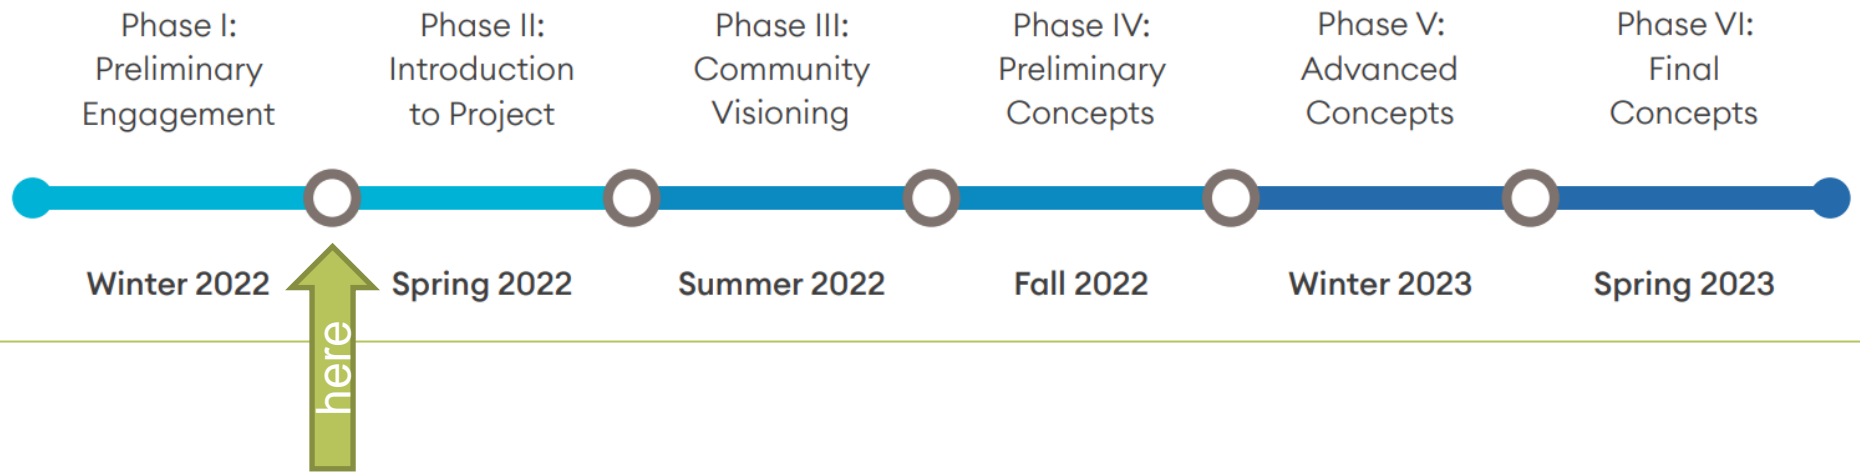 Phase I:
Preliminary
Engagement
Phase II:
Introduction
to Project
Phase III:
Community
Visioning
Phase IV:
Preliminary
Concepts
Phase V:
Advanced
Concepts
Phase VI:
Final
Concepts
Winter 2022
Spring 2022
Summer 2022
Fall 2022
Winter 2023
Spring 2023
here